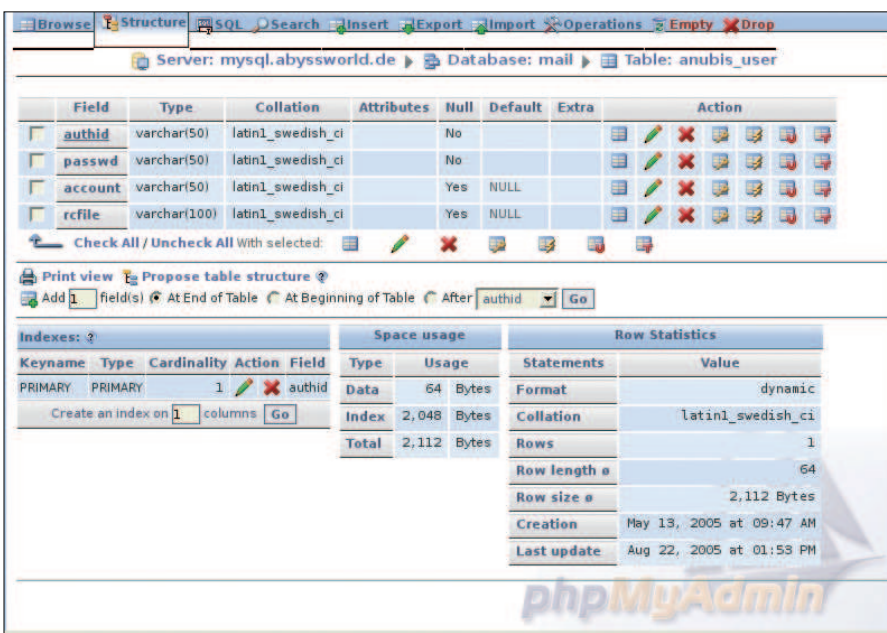 Browse Structure SQL Search Insert Export Import Operations Empty Drop
Server: mysql.abyssworld.de Database: mail Table: anubis_user
Field Type Collation Attributes Null Default Extra Action
authid varchar(50) latin1_swedish_ci No
passwd varchar(50) latin1_swedish_ci No
account varchar(50) latin1_swedish_ci Yes NULL
rcfile varchar(100) latin1_swedish_ci Yes NULL
Check All / Uncheck All With selected:
Print view Propose table structure ?
Add 1 field(s) At End of Table At Beginning of Table After authid Go
Indexes: ?
Keyname Type Cardinality Action Field
PRIMARY PRIMARY 1 authid
Create an index on 1 columns Go
Space usage
Type Usage
Data 64 Bytes
Index 2,048 Bytes
Total 2,112 Bytes
Row Statistics
Statements Value
Format dynamic
Collation latin1_swedish_ci
Rows 1
Row length ø 64
Row size ø 2,112 Bytes
Creation May 13, 2005 at 09:47 AM
Last update Aug 22, 2005 at 01:53 PM
phpMyAdmin